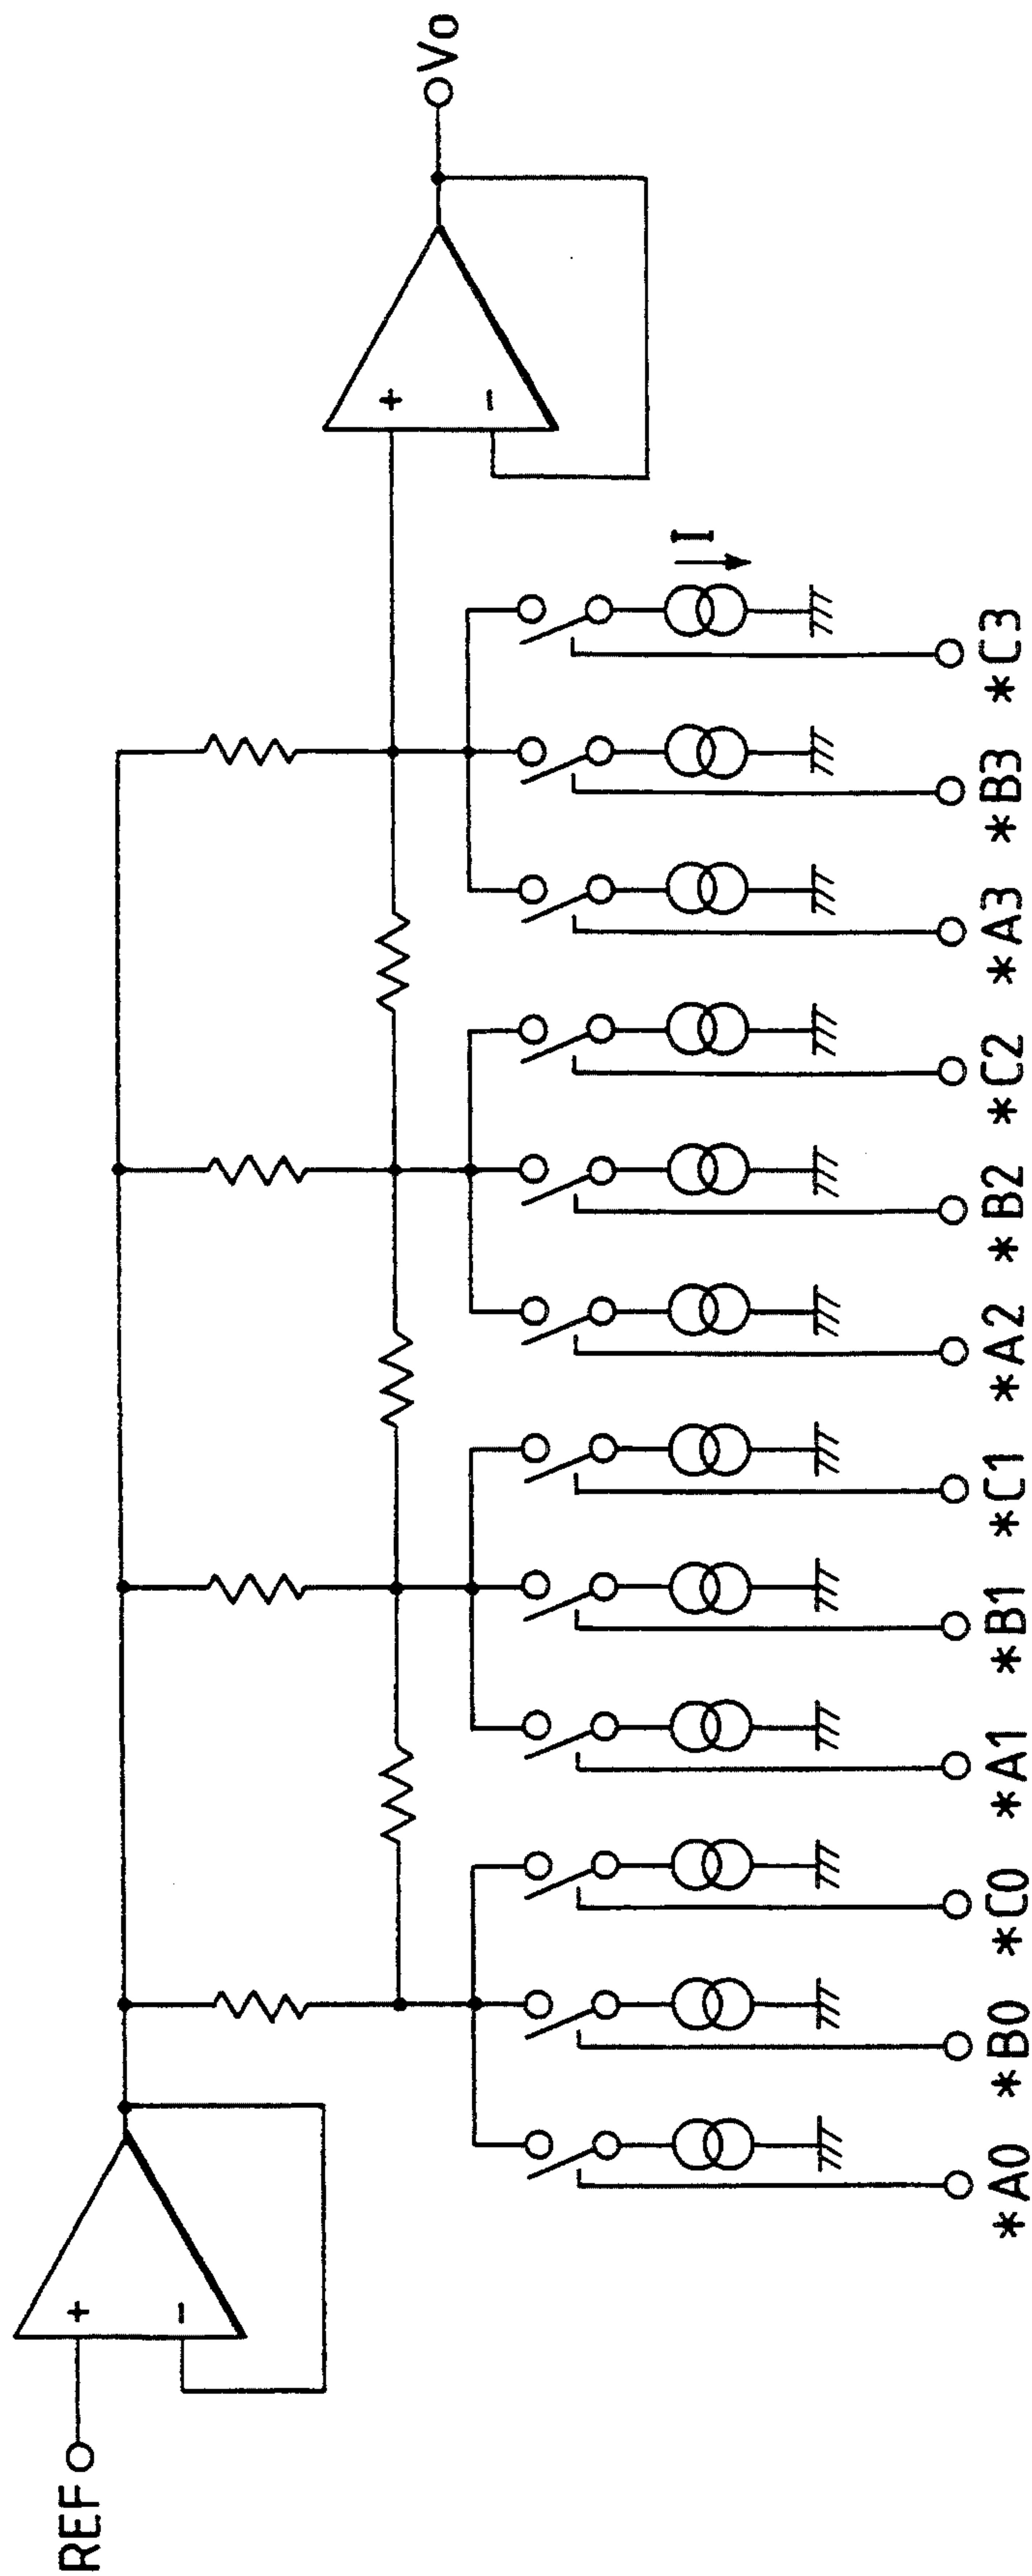 REF
+
-
+
-
Vo
I
*A0
*B0
*C0
*A1
*B1
*C1
*A2
*B2
*C2
*A3
*B3
*C3